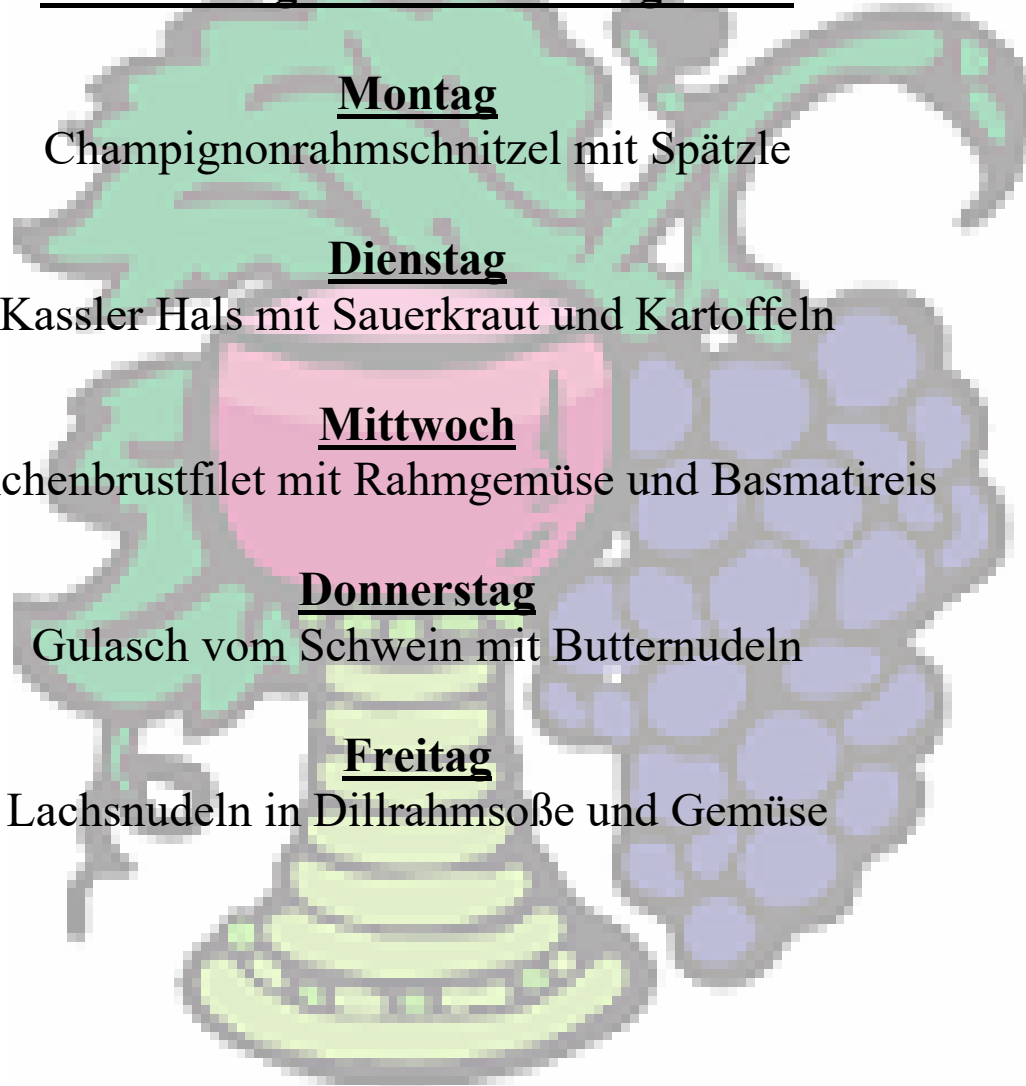 Montag
Champignonrahmschnitzel mit Spätzle
Dienstag
Kassler Hals mit Sauerkraut und Kartoffeln
Mittwoch
chenbrustfilet mit Rahmgemüse und Basmatireis
Donnerstag
Gulasch vom Schwein mit Butternudeln
Freitag
Lachsnudeln in Dillrahmsoße und Gemüse